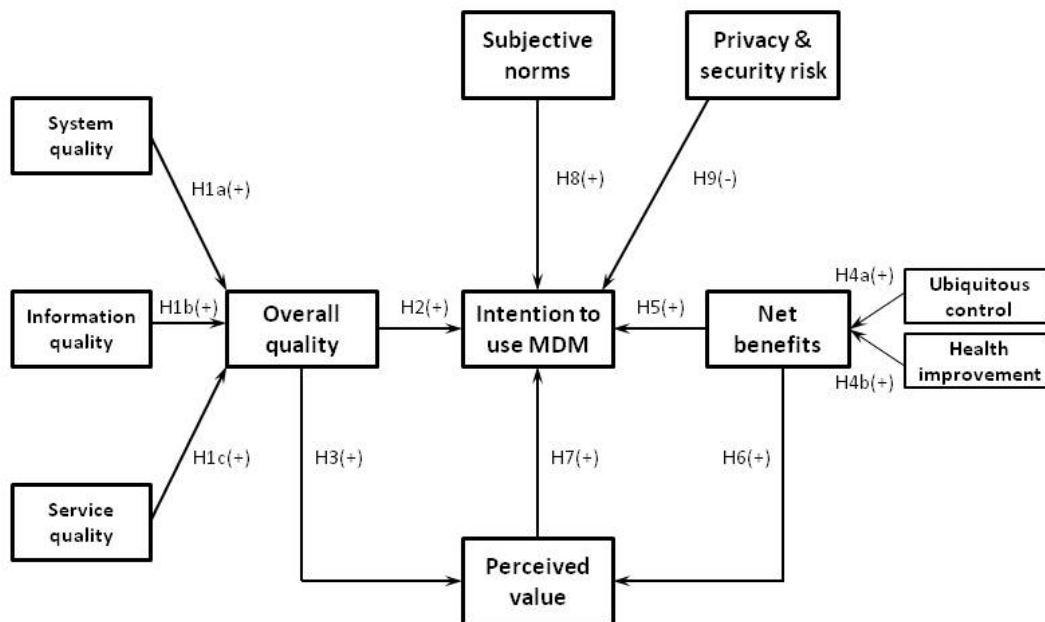 Subjective
norms
Privacy &
security risk
System
quality
H1a(+)
H8(+)
H9(-)
H4a(+)
Ubiquitous
control
Information
quality
H1b(+)
Overall
quality
H2(+)
Intention to
use MDM
H5(+)
Net
benefits
Health
improvement
H4b(+)
H1c(+)
H3(+)
H7(+)
H6(+)
Service
quality
Perceived
value